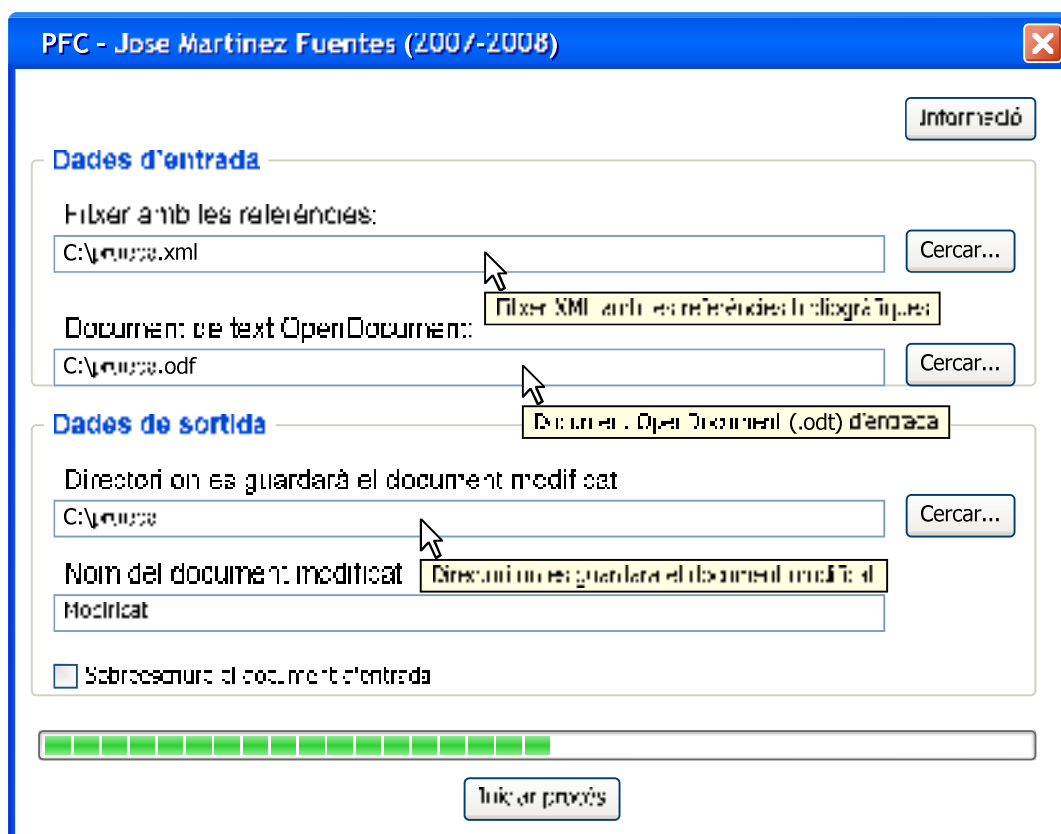 PFC - Jose Martinez Fuentes (2007-2008)
Informació
Dades d'entrada
Fitxer amb les referències:
C:\prova.xml
Cercar...
Fitxer XML amb les referències bibliogràfiques
Document de text OpenDocument:
C:\prova.odf
Cercar...
Document OpenDocument (.odt) d'entrada
Dades de sortida
Directori on es guardarà el document modificat
C:\prova
Cercar...
Directori on es guardarà el document modificat
Nom del document modificat
Modificat
Sobreescriure el document d'entrada
Iniciar procés